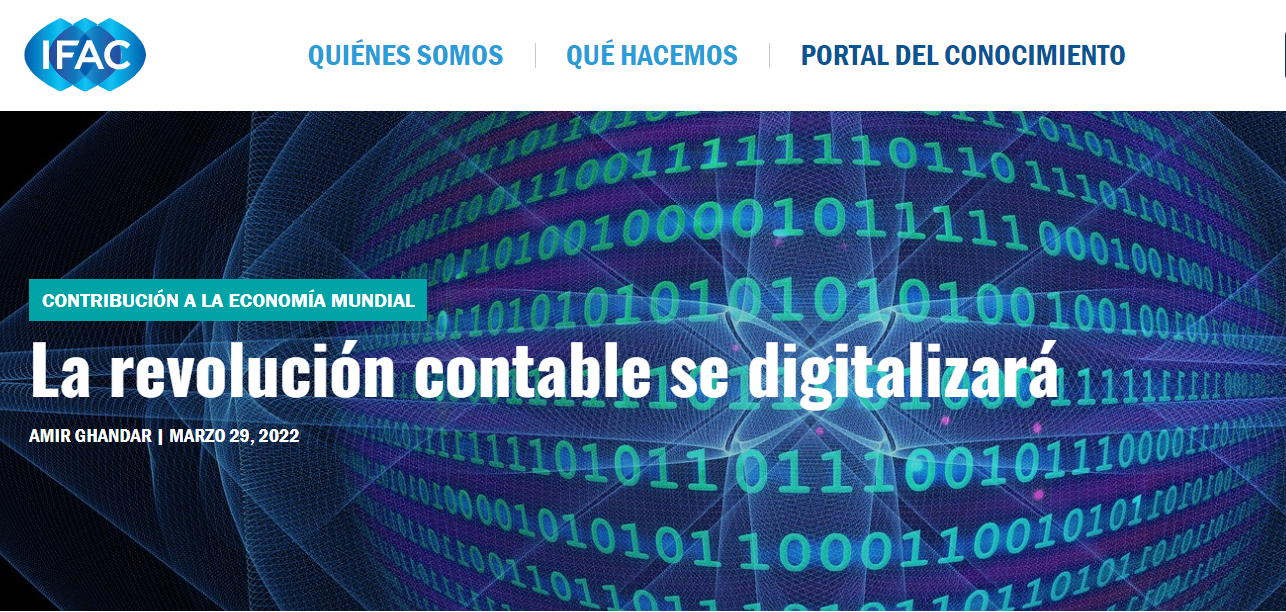 IFAC
QUIÉNES SOMOS
QUÉ HACEMOS
PORTAL DEL CONOCIMIENTO
CONTRIBUCIÓN A LA ECONOMÍA MUNDIAL
La revolución contable se digitalizará
AMIR GHANDAR | MARZO 29, 2022